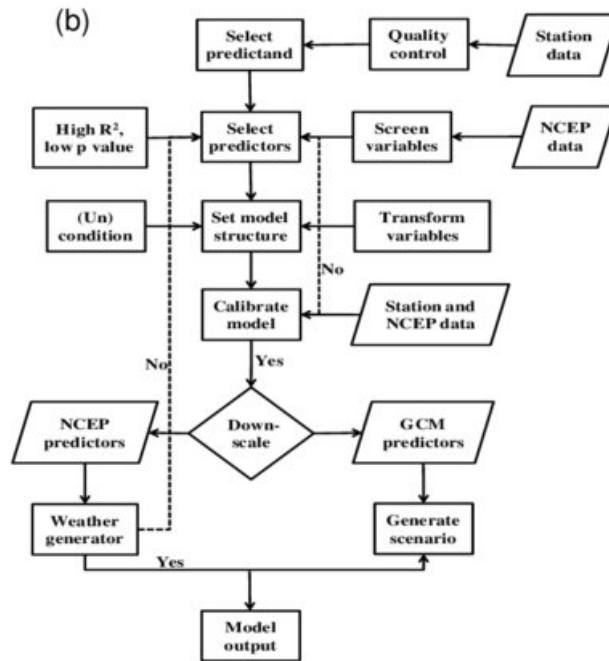 (b)
Select
predictand
Quality
control
Station
data
High R², 
low p value
Select
predictors
Screen
variables
NCEP
data
(Un)
condition
Set model
structure
Transform
variables
No
Calibrate
model
Station and
NCEP data
Yes
No
NCEP
predictors
Down-
scale
GCM
predictors
Weather
generator
Generate
scenario
Yes
Model
output